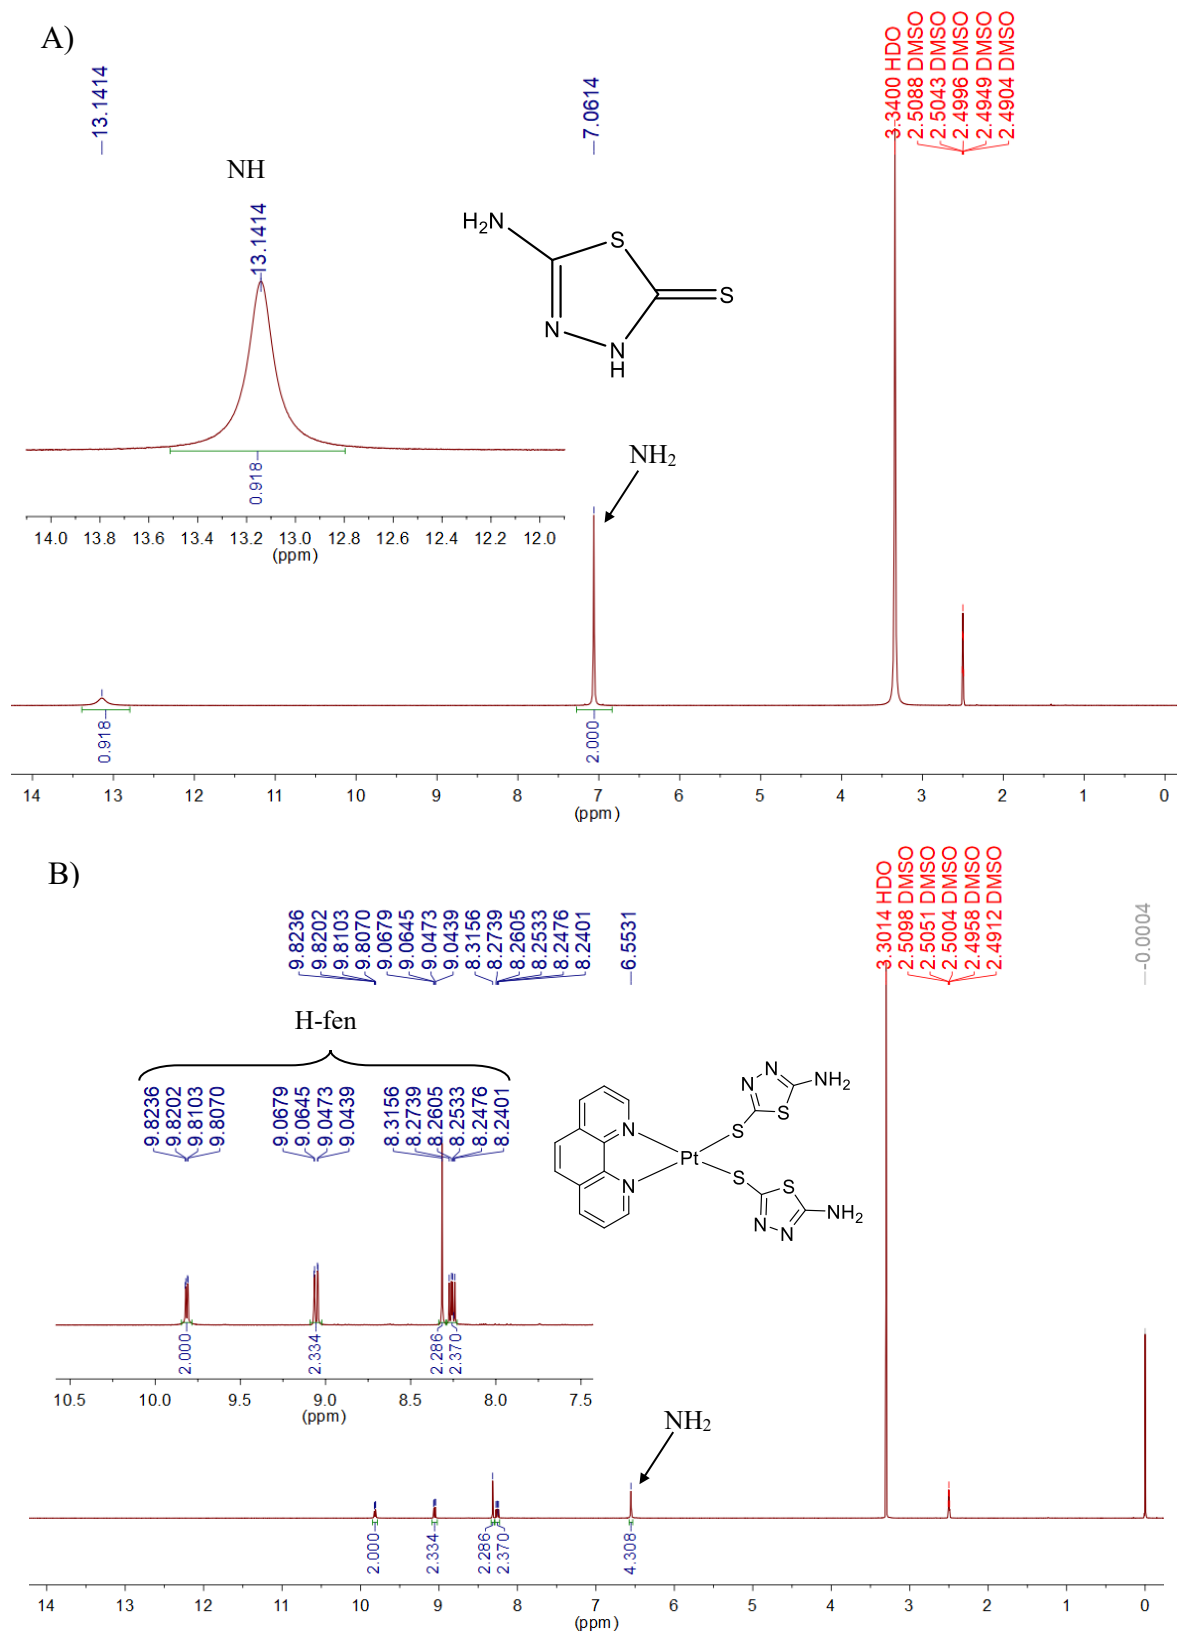 A)
13.1414
7.0614
3.3400 HDO
2.5088 DMSO
2.5043 DMSO
2.4996 DMSO
2.4949 DMSO
2.4904 DMSO
NH
13.1414
H2N
S
S
N
N
H
0.918
14.0 13.8 13.6 13.4 13.2 13.0 12.8 12.6 12.4 12.2 12.0
(ppm)
NH2
0.918
2.000
14 13 12 11 10 9 8 7 6 5 4 3 2 1 0
(ppm)
B)
9.8236
9.8202
9.8103
9.8070
9.0679
9.0645
9.0473
9.0439
8.3156
8.2739
8.2605
8.2533
8.2476
8.2401
6.5531
3.3014 HDO
2.5098 DMSO
2.5051 DMSO
2.5004 DMSO
2.4958 DMSO
2.4912 DMSO
-0.0004
H-fen
9.8236
9.8202
9.8103
9.8070
9.0679
9.0645
9.0473
9.0439
8.3156
8.2739
8.2605
8.2533
8.2476
8.2401
N
N
Pt
S
N
N
S
NH2
S
S
N
N
NH2
2.000
2.334
2.286
2.370
10.5 10.0 9.5 9.0 8.5 8.0 7.5
(ppm)
NH2
2.000
2.334
2.286
2.370
4.308
14 13 12 11 10 9 8 7 6 5 4 3 2 1 0
(ppm)